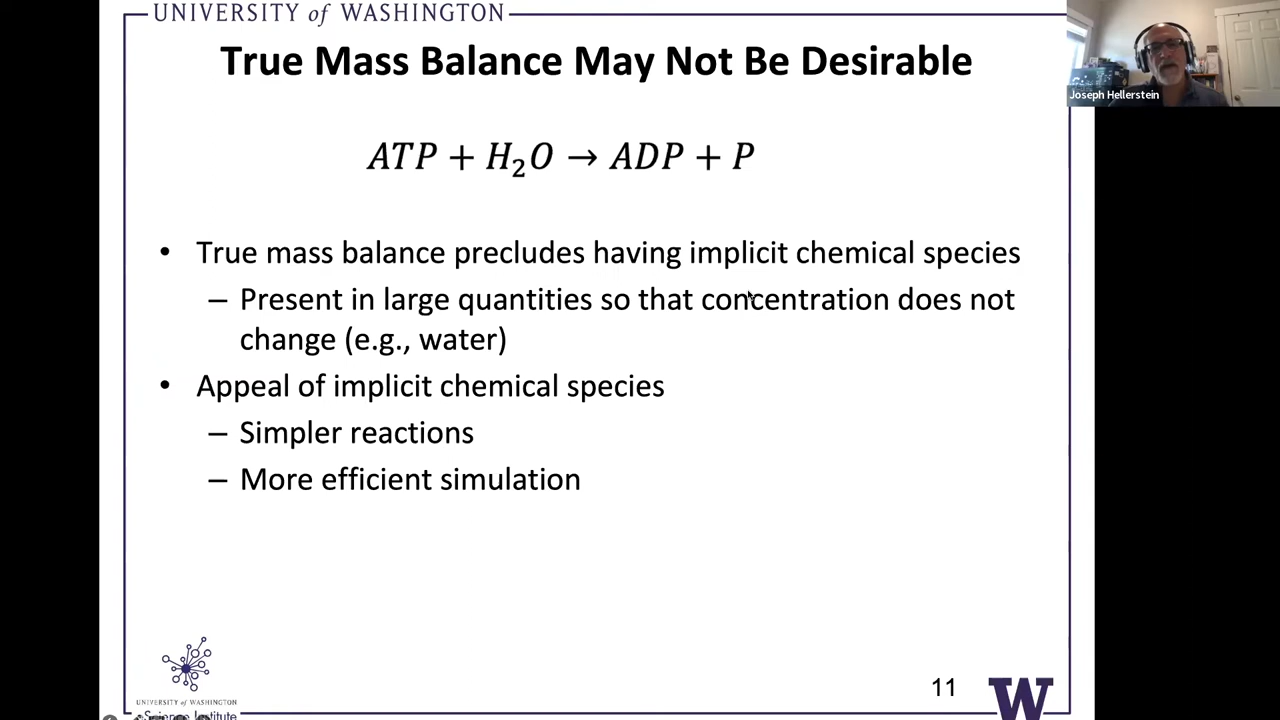 UNIVERSITY of WASHINGTON
True Mass Balance May Not Be Desirable
Joseph Hellerstein
ATP + H₂O → ADP + P
• True mass balance precludes having implicit chemical species
– Present in large quantities so that concentration does not
change (e.g., water)
• Appeal of implicit chemical species
– Simpler reactions
– More efficient simulation
UNIVERSITY of WASHINGTON
eScience Institute
11
W